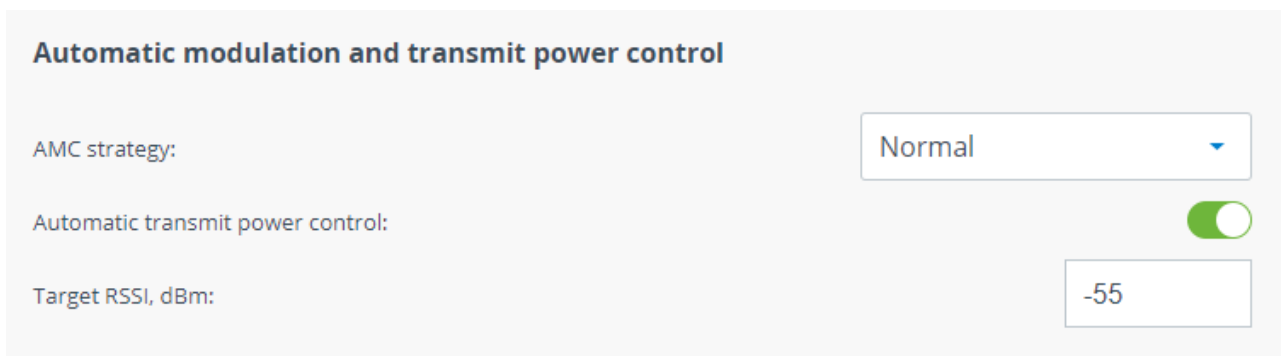 Automatic modulation and transmit power control
AMC strategy: Normal
Automatic transmit power control:
Target RSSI, dBm: -55